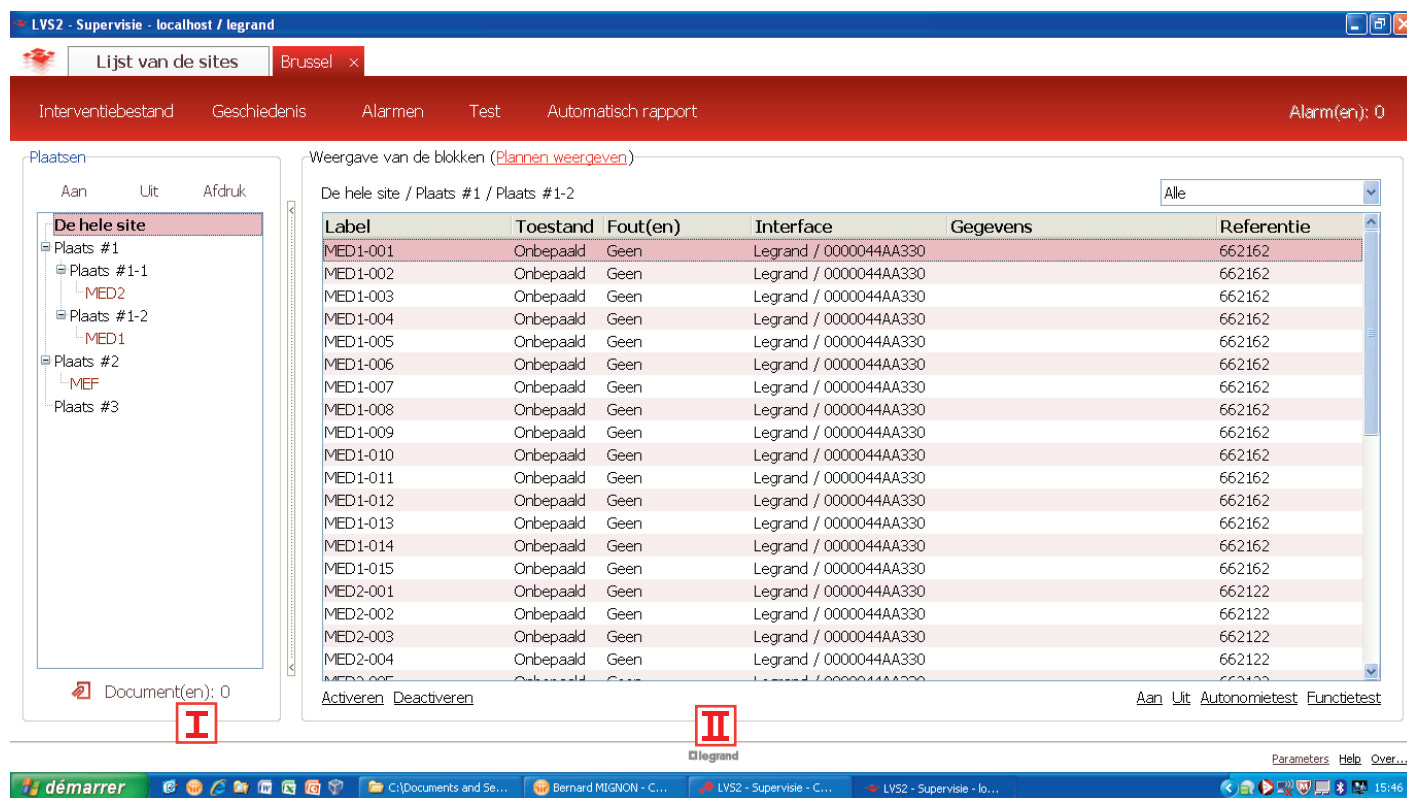 LVS2 - Supervisie - localhost / legrand
Lijst van de sites Brussel ×
Interventiebestand Geschiedenis Alarmen Test Automatisch rapport Alarm(en): 0
Plaatsen
Aan Uit Afdruk
De hele site
Plaats #1
Plaats #1-1
MED2
Plaats #1-2
MED1
Plaats #2
MEF
Plaats #3
Document(en): 0
I
Weergave van de blokken (Plannen weergeven)
De hele site / Plaats #1 / Plaats #1-2 Alle
Label Toestand Fout(en) Interface Gegevens Referentie
MED1-001 Onbepaald Geen Legrand / 0000044AA330 662162
MED1-002 Onbepaald Geen Legrand / 0000044AA330 662162
MED1-003 Onbepaald Geen Legrand / 0000044AA330 662162
MED1-004 Onbepaald Geen Legrand / 0000044AA330 662162
MED1-005 Onbepaald Geen Legrand / 0000044AA330 662162
MED1-006 Onbepaald Geen Legrand / 0000044AA330 662162
MED1-007 Onbepaald Geen Legrand / 0000044AA330 662162
MED1-008 Onbepaald Geen Legrand / 0000044AA330 662162
MED1-009 Onbepaald Geen Legrand / 0000044AA330 662162
MED1-010 Onbepaald Geen Legrand / 0000044AA330 662162
MED1-011 Onbepaald Geen Legrand / 0000044AA330 662162
MED1-012 Onbepaald Geen Legrand / 0000044AA330 662162
MED1-013 Onbepaald Geen Legrand / 0000044AA330 662162
MED1-014 Onbepaald Geen Legrand / 0000044AA330 662162
MED1-015 Onbepaald Geen Legrand / 0000044AA330 662162
MED2-001 Onbepaald Geen Legrand / 0000044AA330 662122
MED2-002 Onbepaald Geen Legrand / 0000044AA330 662122
MED2-003 Onbepaald Geen Legrand / 0000044AA330 662122
MED2-004 Onbepaald Geen Legrand / 0000044AA330 662122
Activeren Deactiveren Aan Uit Autonomietest Functietest
II
legrand
Parameters Help Over...
démarrer C:\Documents and Se... Bernard MIGNON - C... LVS2 - Supervisie - C... LVS2 - Supervisie - lo... 15:46